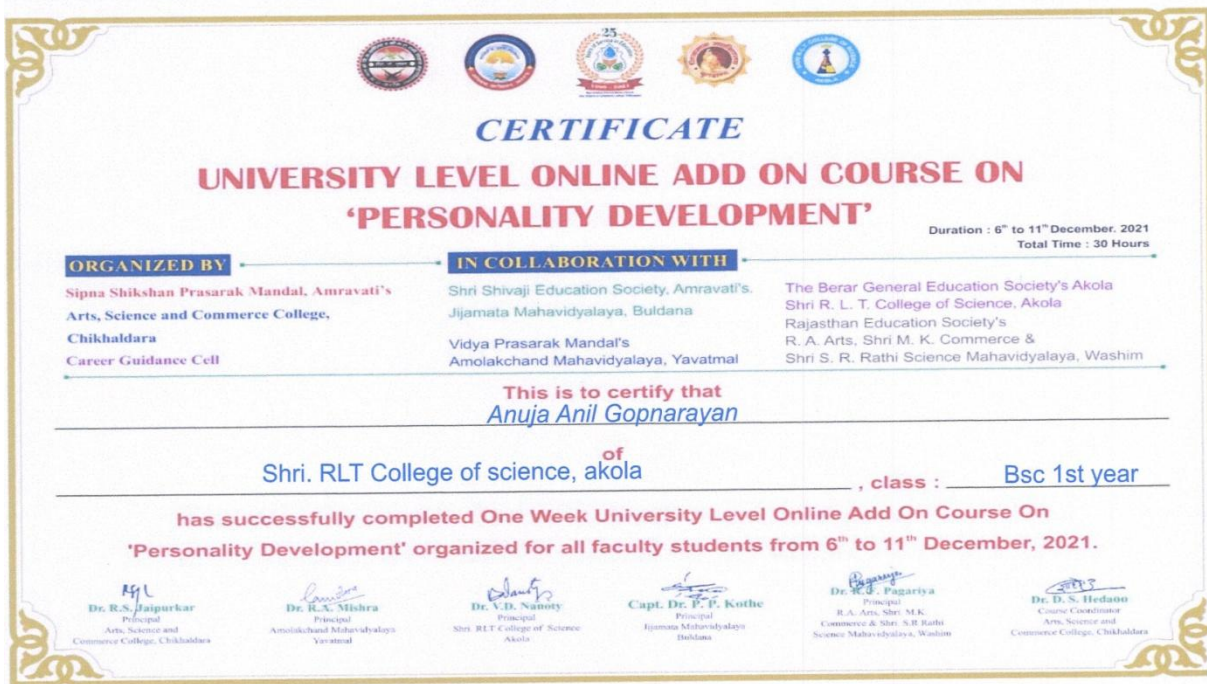 25
CERTIFICATE
UNIVERSITY LEVEL ONLINE ADD ON COURSE ON
‘PERSONALITY DEVELOPMENT’
Duration : 6th to 11th December. 2021
Total Time : 30 Hours
ORGANIZED BY
Sipna Shikshan Prasarak Mandal, Amravati's
Arts, Science and Commerce College,
Chikhaldara
Career Guidance Cell
IN COLLABORATION WITH
Shri Shivaji Education Society, Amravati's.
Jijamata Mahavidyalaya, Buldana
Vidya Prasarak Mandal's
Amolakchand Mahavidyalaya, Yavatmal
The Berar General Education Society's Akola
Shri R. L. T. College of Science, Akola
Rajasthan Education Society's
R. A. Arts, Shri M. K. Commerce &
Shri S. R. Rathi Science Mahavidyalaya, Washim
This is to certify that
Anuja Anil Gopnarayan
of
Shri. RLT College of science, akola , class : Bsc 1st year
has successfully completed One Week University Level Online Add On Course On
'Personality Development' organized for all faculty students from 6th to 11th December, 2021.
Dr. R.S. Jaipurkar
Principal
Arts, Science and
Commerce College, Chikhaldara
Dr. R.A. Mishra
Principal
Amolakchand Mahavidyalaya
Yavatmal
Dr. V.D. Nanoty
Principal
Shri. RLT College of Science
Akola
Capt. Dr. P. P. Kothe
Principal
Jijamata Mahavidyalaya
Buldana
Dr. Pagariya
Principal
R.A. Arts, Shri. M.K.
Commerce & Shri. S.R Rathi
Science Mahavidyalaya, Washim
Dr. D. S. Hedaoo
Course Coordinator
Arts, Science and
Commerce College, Chikhaldara